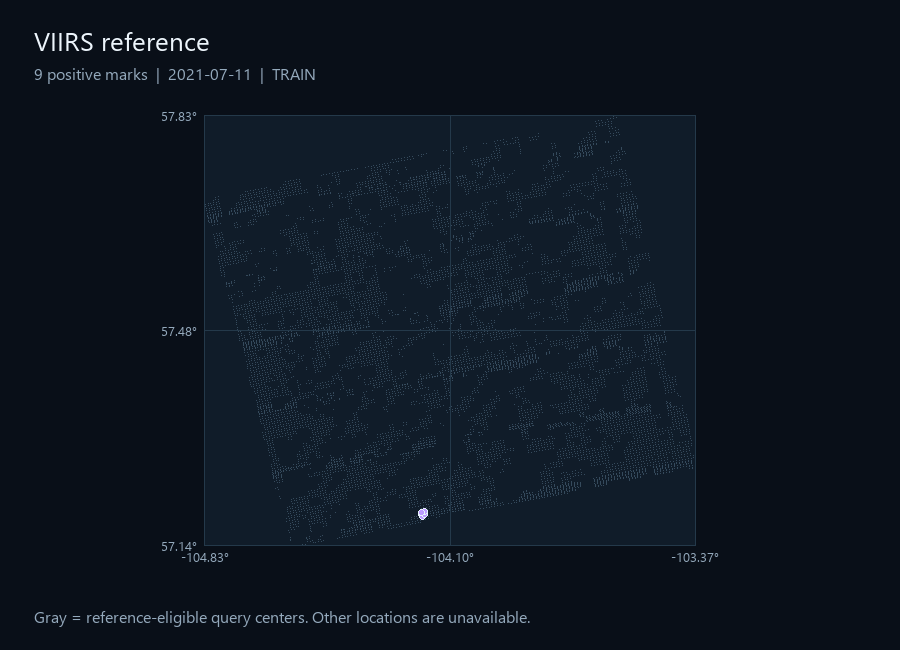 VIIRS reference
9 positive marks | 2021-07-11 | TRAIN
57.83°
57.48°
57.14°
-104.83°
-104.10°
-103.37°
Gray = reference-eligible query centers. Other locations are unavailable.